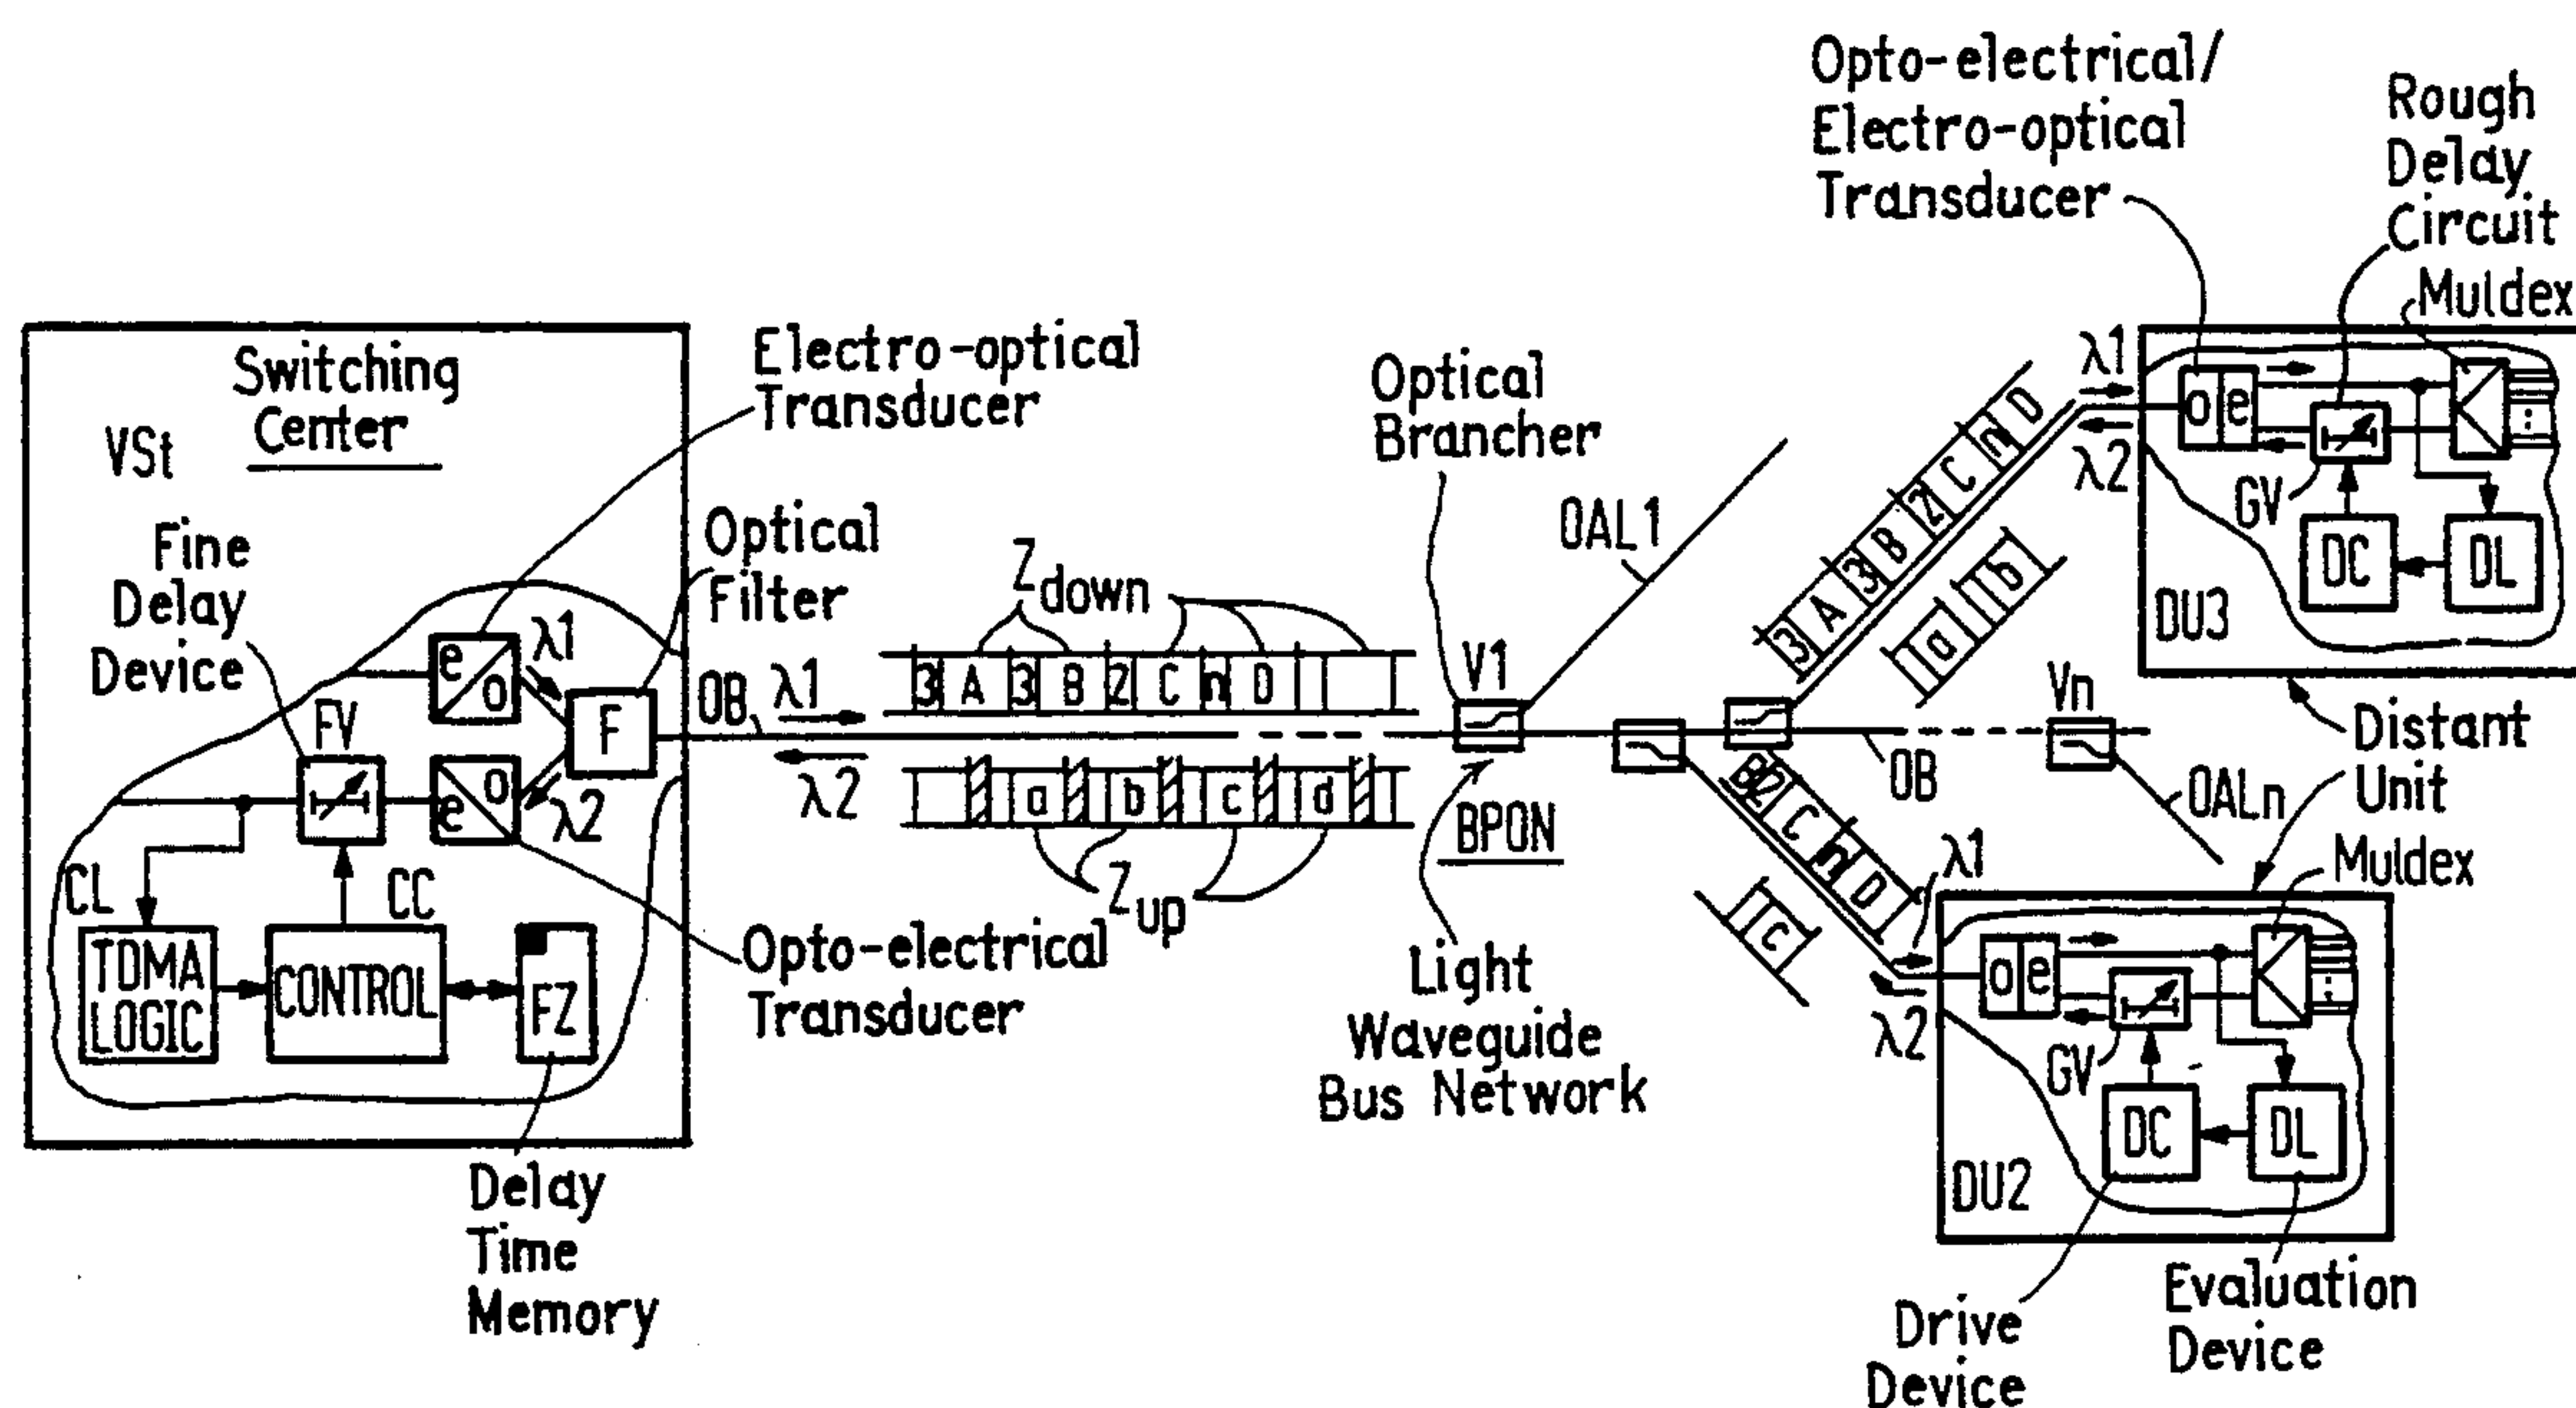 Opto-electrical/
Electro-optical
Transducer
Rough
Delay
Circuit
Muldex
Switching
Center
VSt
Electro-optical
Transducer
Optical
Filter
Fine
Delay
Device
FV
e
o
λ1
F
e
o
λ2
CL
CC
TDMA
LOGIC
CONTROL
FZ
Opto-electrical
Transducer
Delay
Time
Memory
OB
λ1
λ2
Zdown
3 A 3 B 2 C n D
a b c d
Zup
Optical
Brancher
V1
OAL1
BPON
Light
Waveguide
Bus Network
3 A 3 B 2 C n D
a b
λ1
λ2
o e
GV
DC
DL
DU3
Vn
OB
OALn
Distant
Unit
Muldex
B 2 C n D
c
λ1
λ2
o e
GV
DC
DL
DU2
Drive
Device
Evaluation
Device